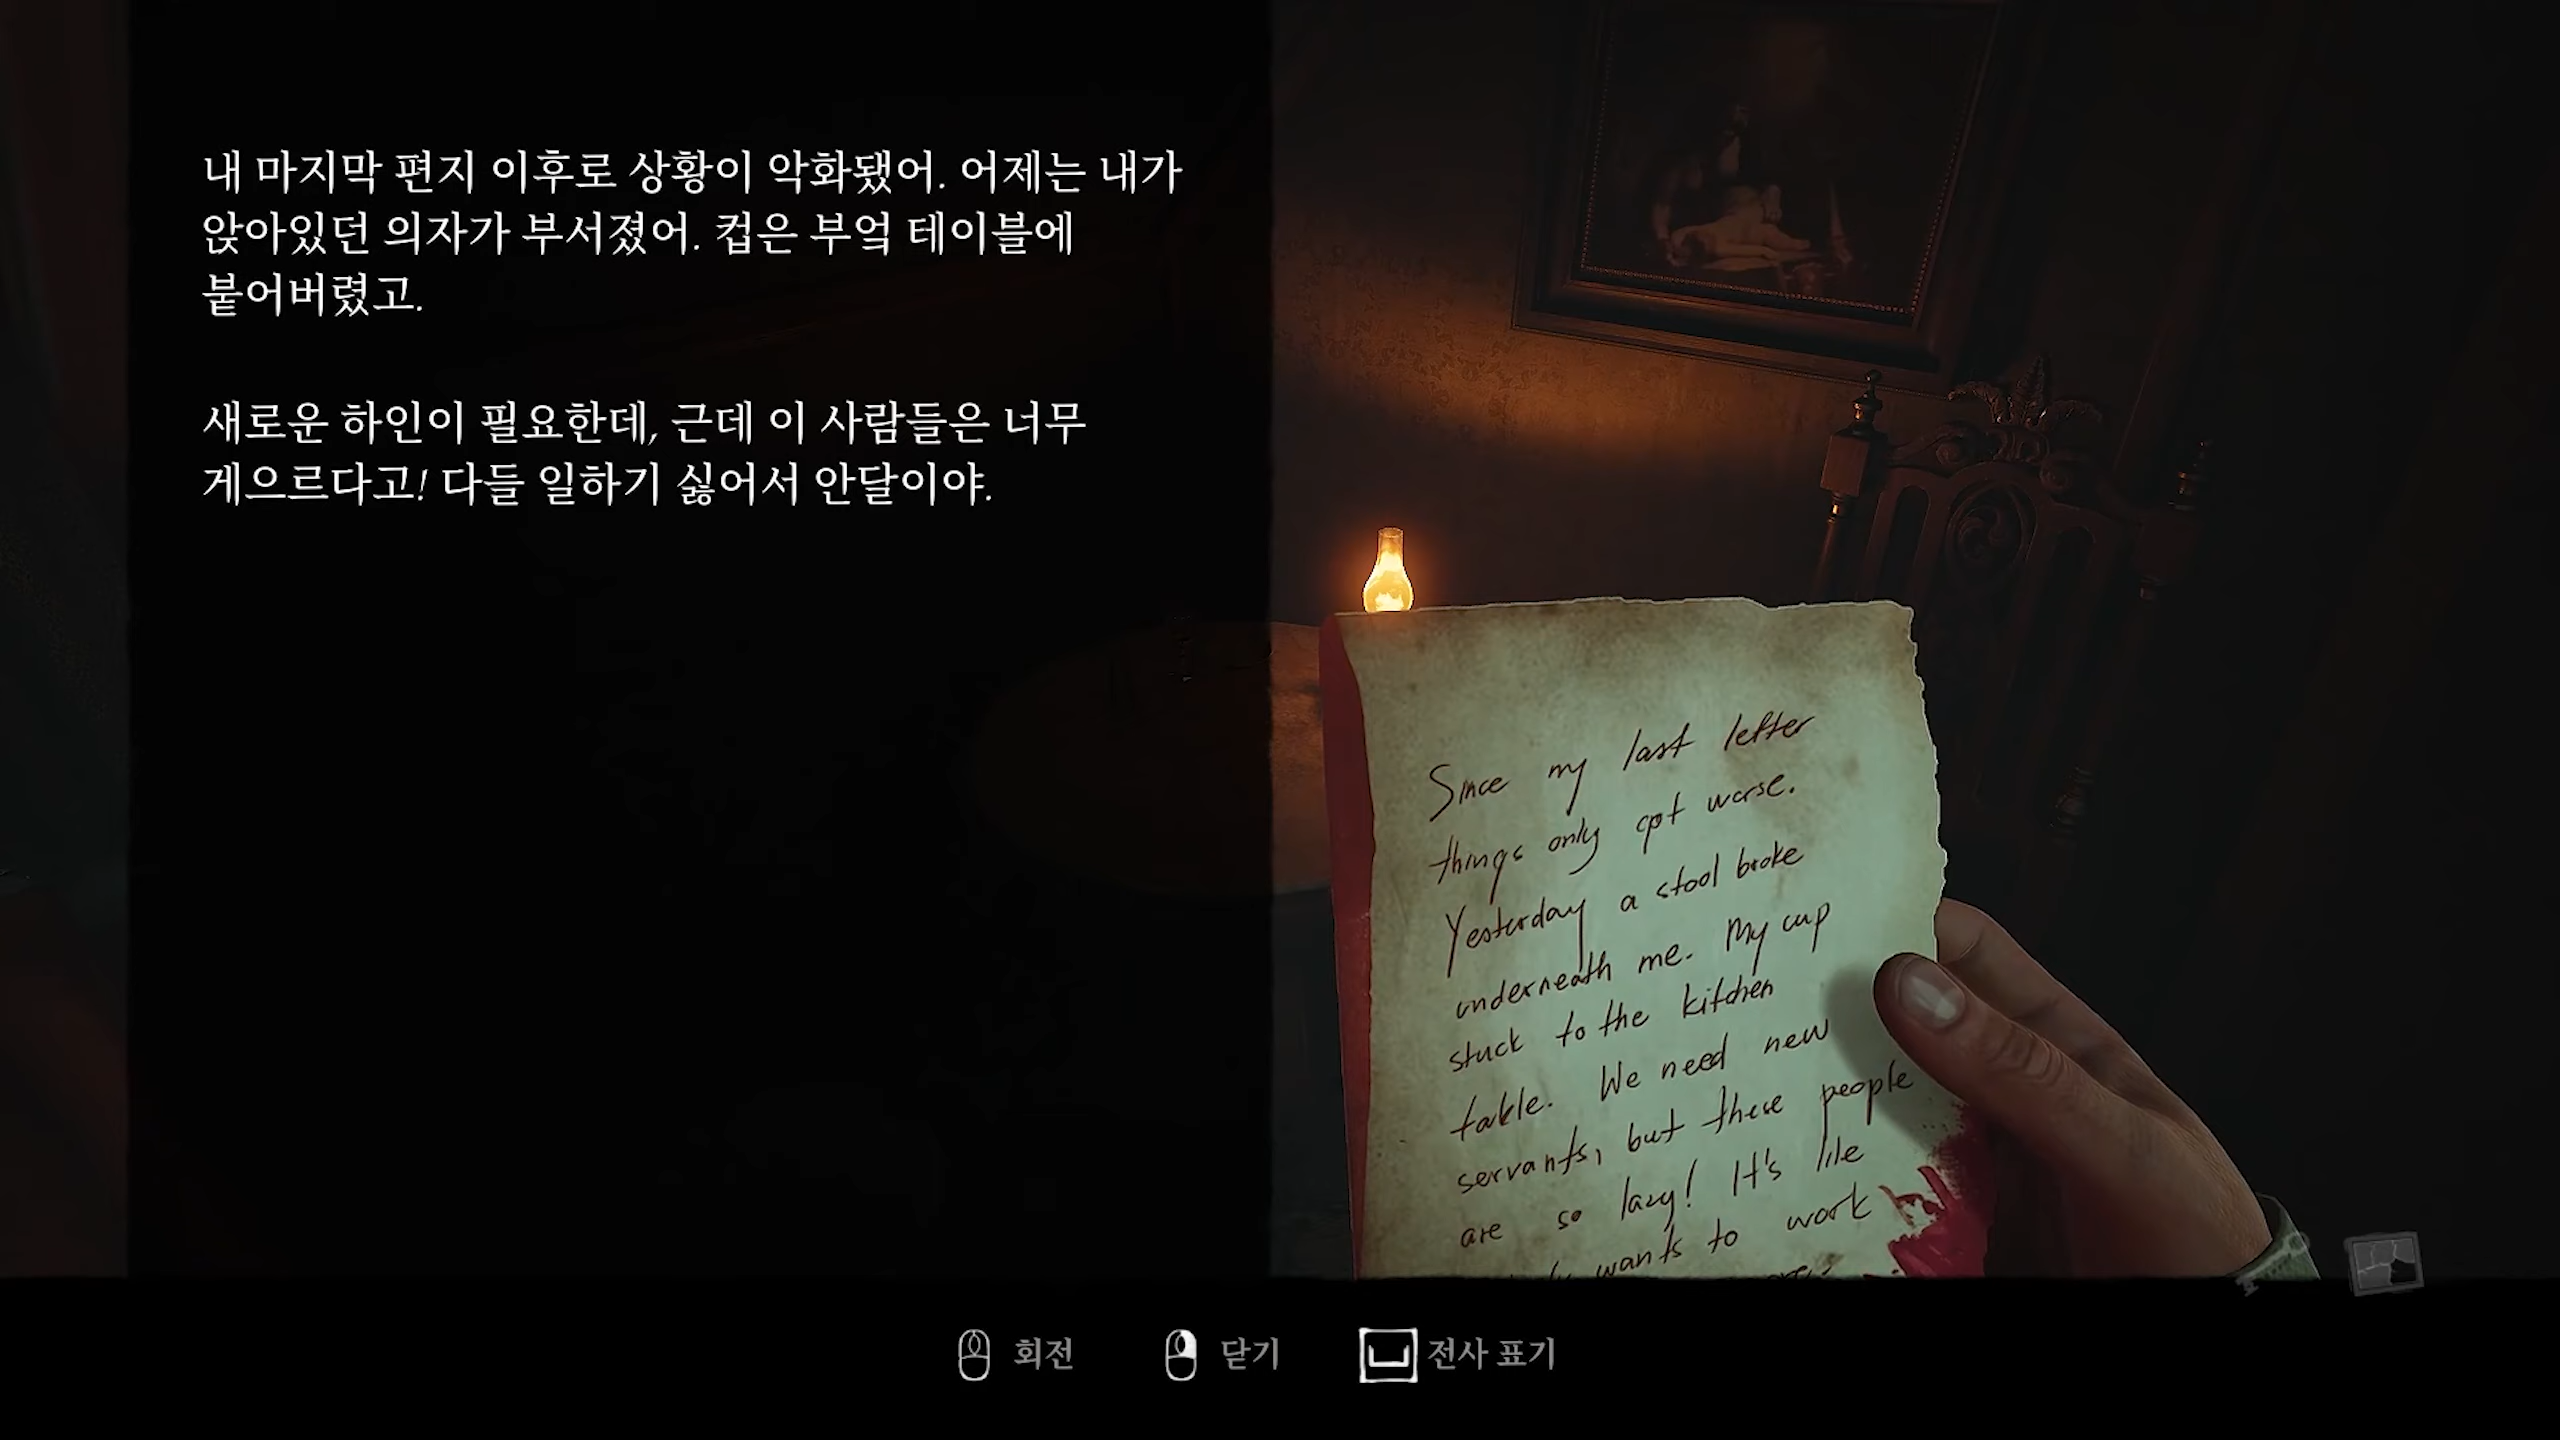 내 마지막 편지 이후로 상황이 악화됐어. 어제는 내가
앉아있던 의자가 부서졌어. 컵은 부엌 테이블에
붙어버렸고.
새로운 하인이 필요한데, 근데 이 사람들은 너무
게으르다고! 다들 일하기 싫어서 안달이야.
Since my last letter
things only got worse.
Yesterday a stool broke
underneath me. My cup
stuck to the kitchen
table. We need new
servants, but these people
are so lazy! It's like
wants to work
회전
닫기
전사 표기